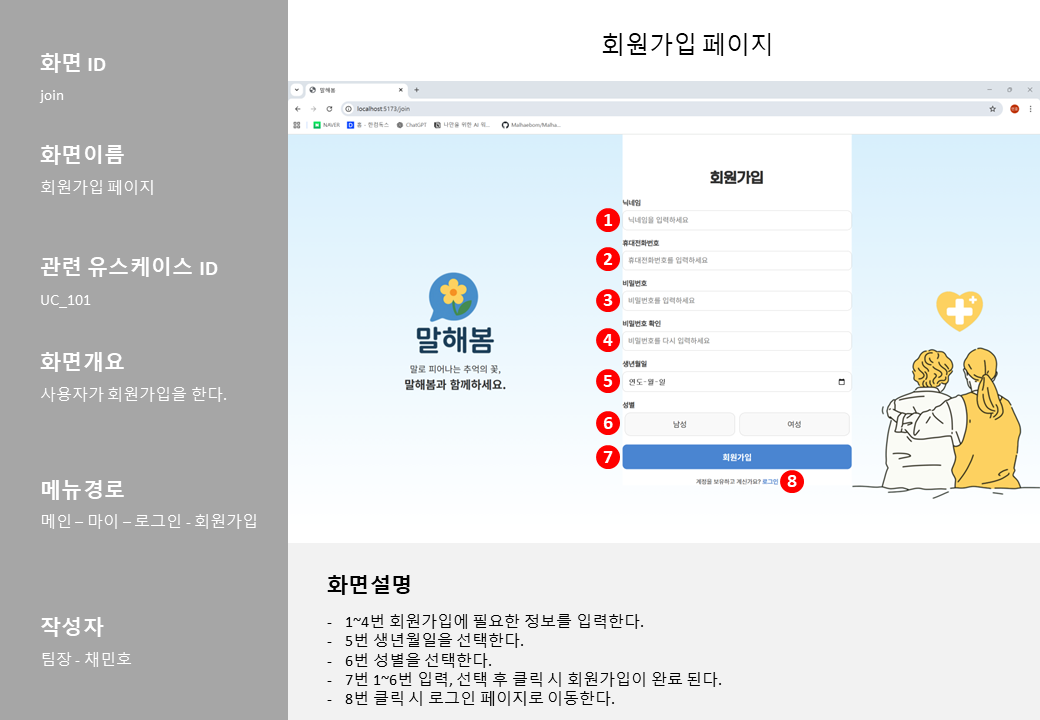 화면 ID
join
화면이름
회원가입 페이지
관련 유스케이스 ID
UC_101
화면개요
사용자가 회원가입을 한다.
메뉴경로
메인 – 마이 – 로그인 - 회원가입
작성자
팀장 - 채민호
회원가입 페이지
말해봄
localhost:5173/join
NAVER
홈 - 한컴독스
ChatGPT
나만을 위한 AI 워...
Malhaebom/Malha...
말해봄
말로 피어나는 추억의 꽃,
말해봄과 함께하세요.
회원가입
닉네임
1 닉네임을 입력하세요
휴대전화번호
2 휴대전화번호를 입력하세요
비밀번호
3 비밀번호를 입력하세요
비밀번호 확인
4 비밀번호를 다시 입력하세요
생년월일
5 연도-월-일
성별
6 남성 여성
7 회원가입
계정을 보유하고 계신가요? 로그인 8
화면설명
- 1~4번 회원가입에 필요한 정보를 입력한다.
- 5번 생년월일을 선택한다.
- 6번 성별을 선택한다.
- 7번 1~6번 입력, 선택 후 클릭 시 회원가입이 완료 된다.
- 8번 클릭 시 로그인 페이지로 이동한다.